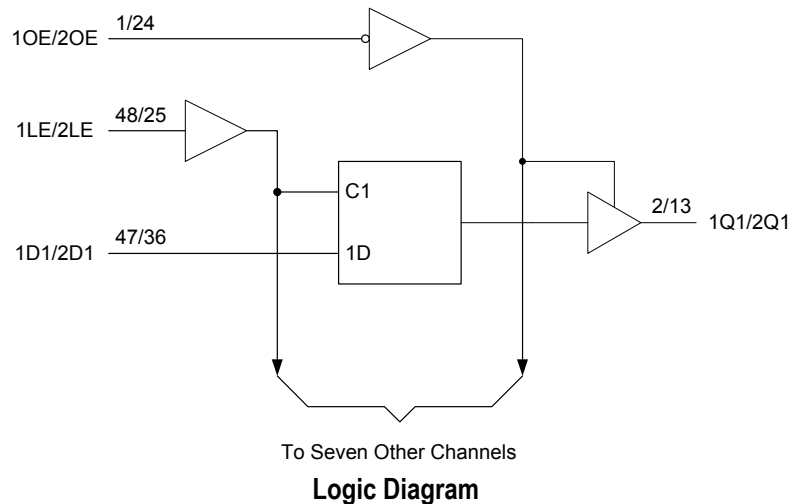 1OE/2OE
1/24
1LE/2LE
48/25
C1
2/13
1Q1/2Q1
1D1/2D1
47/36
1D
To Seven Other Channels
Logic Diagram